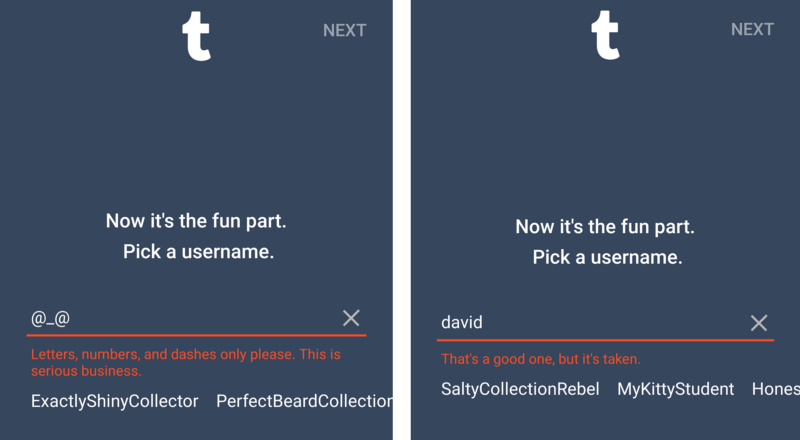 t
NEXT
Now it's the fun part.
Pick a username.
@_@
Letters, numbers, and dashes only please. This is
serious business.
ExactlyShinyCollector PerfectBeardCollection
t
NEXT
Now it's the fun part.
Pick a username.
david
That's a good one, but it's taken.
SaltyCollectionRebel MyKittyStudent Hones